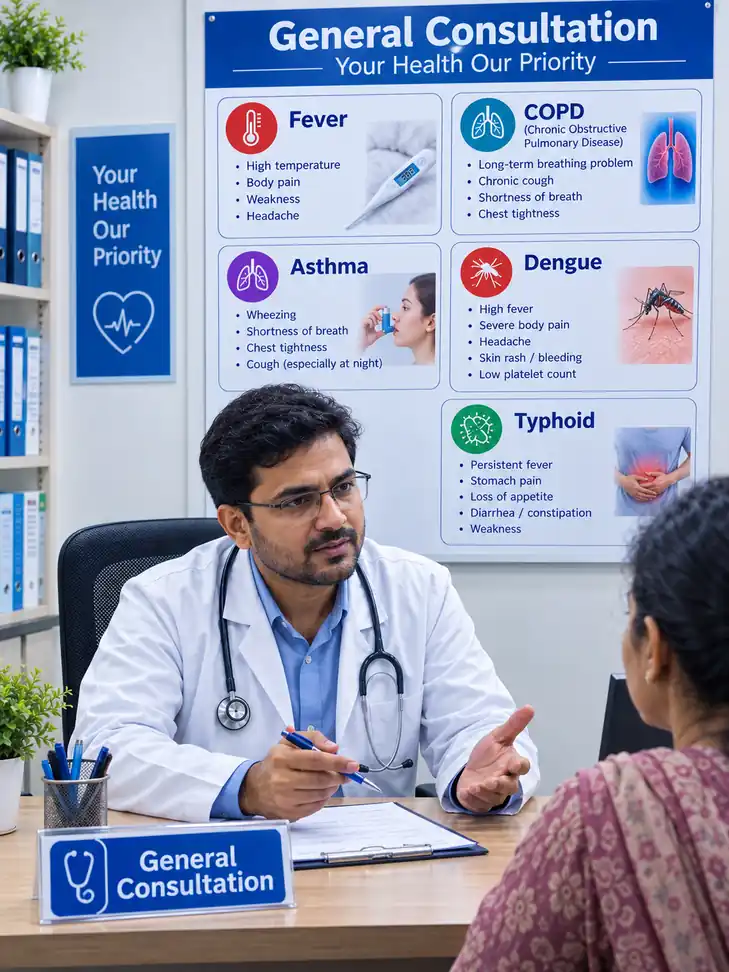 General Consultation
Your Health Our Priority
Your
Health
Our
Priority
Fever
• High temperature
• Body pain
• Weakness
• Headache
COPD
(Chronic Obstructive
Pulmonary Disease)
• Long-term breathing problem
• Chronic cough
• Shortness of breath
• Chest tightness
Asthma
• Wheezing
• Shortness of breath
• Chest tightness
• Cough (especially at night)
Dengue
• High fever
• Severe body pain
• Headache
• Skin rash / bleeding
• Low platelet count
Typhoid
• Persistent fever
• Stomach pain
• Loss of appetite
• Diarrhea / constipation
• Weakness
General
Consultation